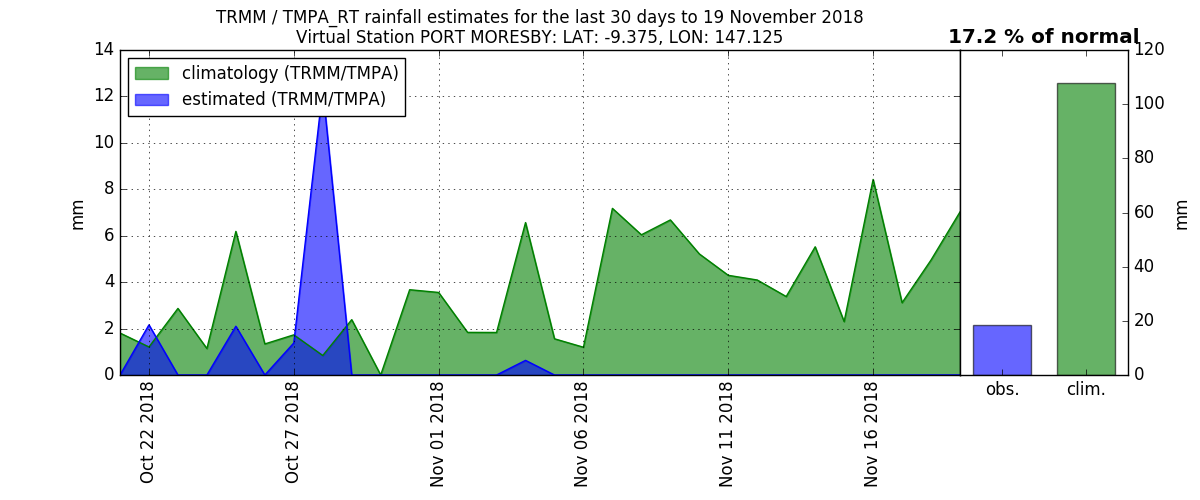 TRMM / TMPA_RT rainfall estimates for the last 30 days to 19 November 2018
Virtual Station PORT MORESBY: LAT: -9.375, LON: 147.125
17.2 % of normal
climatology (TRMM/TMPA)
estimated (TRMM/TMPA)
14
12
10
8
6
4
2
0
mm
Oct 22 2018
Oct 27 2018
Nov 01 2018
Nov 06 2018
Nov 11 2018
Nov 16 2018
120
100
80
60
40
20
0
mm
obs.
clim.